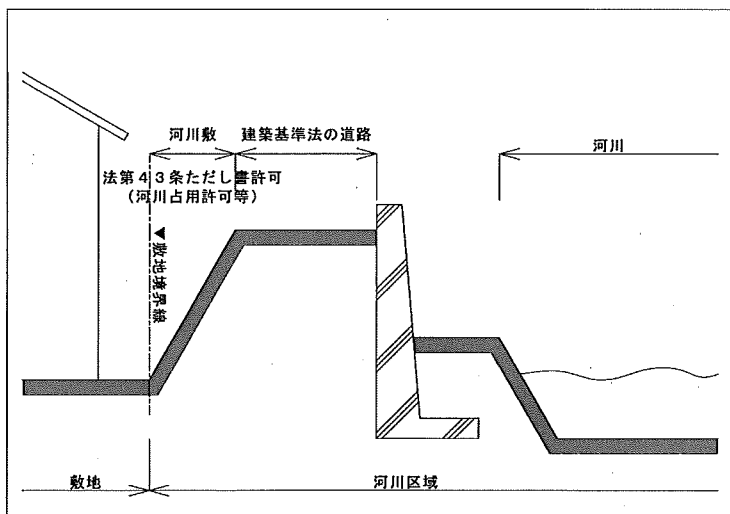 河川敷
建築基準法の道路
河川
法第43条ただし書許可
(河川占用許可等)
▼敷地境界線
敷地
河川区域